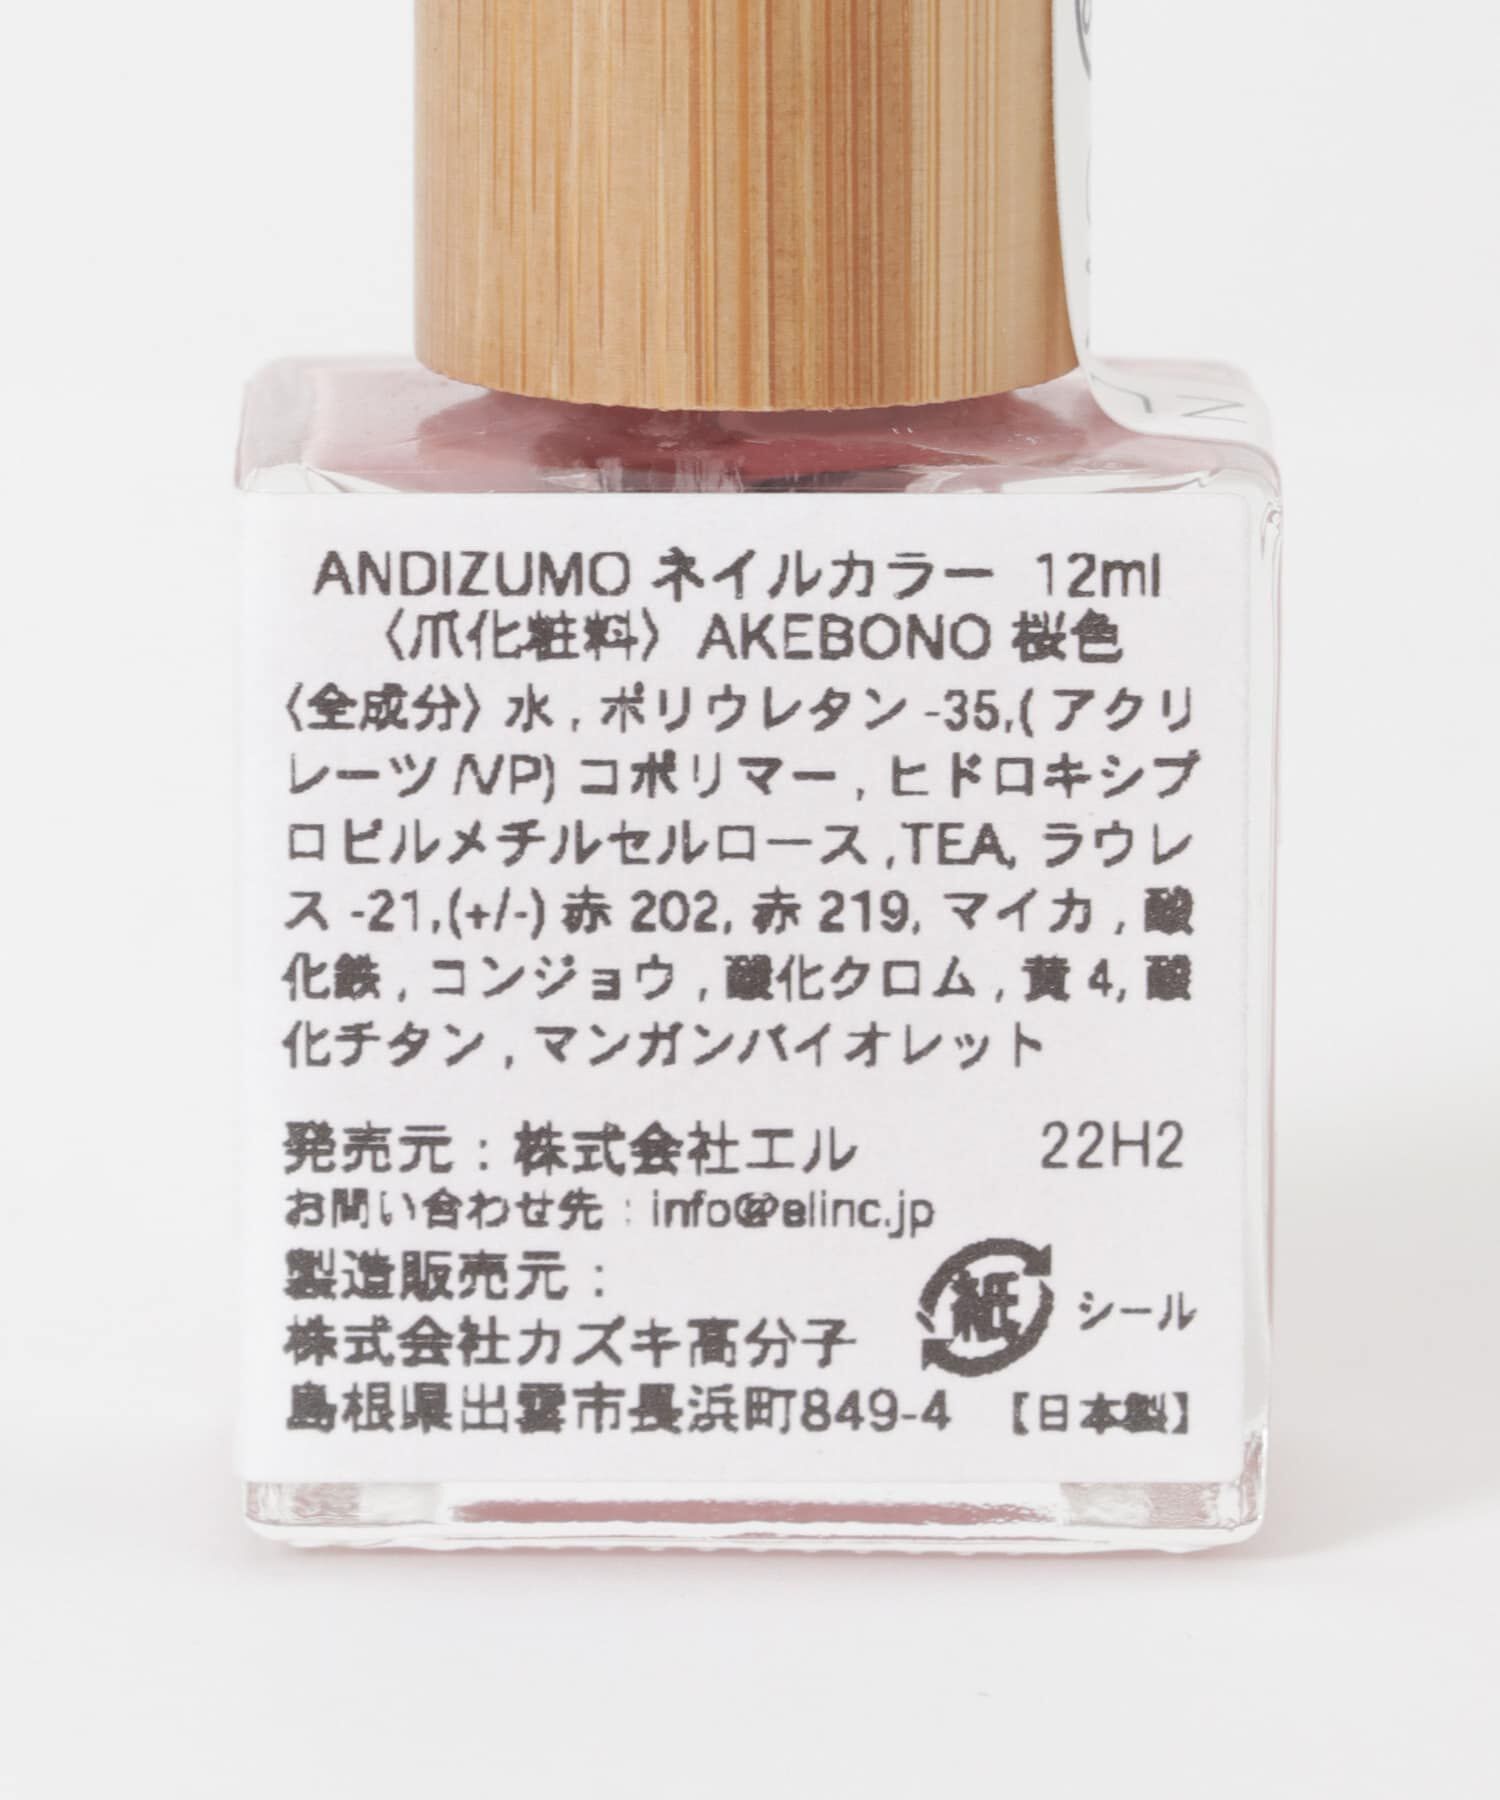 ANDIZUMO ネイルカラー 12ml
〈爪化粧料〉 AKEBONO 桜色
〈全成分〉 水 , ポリウレタン -35,( アクリ
レーツ /VP) コポリマー , ヒドロキシプ
ロピルメチルセルロース ,TEA, ラウレ
ス -21,(+/-) 赤 202, 赤 219, マイカ , 酸
化鉄 , コンジョウ , 酸化クロム , 黄 4, 酸
化チタン , マンガンバイオレット
発売元 : 株式会社エル 22H2
お問い合わせ先 : info@elinc.jp
製造販売元 :
紙 シール
株式会社カズキ高分子
島根県出雲市長浜町849-4 【日本製】